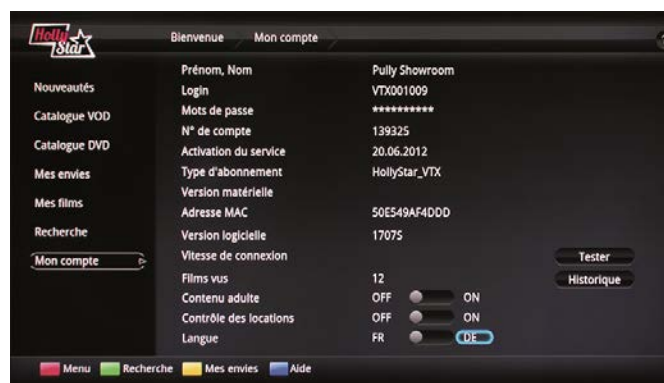 Holly Star
Bienvenue Mon compte
Nouveautés
Catalogue VOD
Catalogue DVD
Mes envies
Mes films
Recherche
Mon compte
Prénom, Nom Pully Showroom
Login VTX001009
Mots de passe **********
N° de compte 139325
Activation du service 20.06.2012
Type d'abonnement HollyStar_VTX
Version matérielle
Adresse MAC 50E549AF4DDD
Version logicielle 1707S
Vitesse de connexion Tester
Films vus 12 Historique
Contenu adulte OFF ON
Contrôle des locations OFF ON
Langue FR DE
Menu Recherche Mes envies Aide